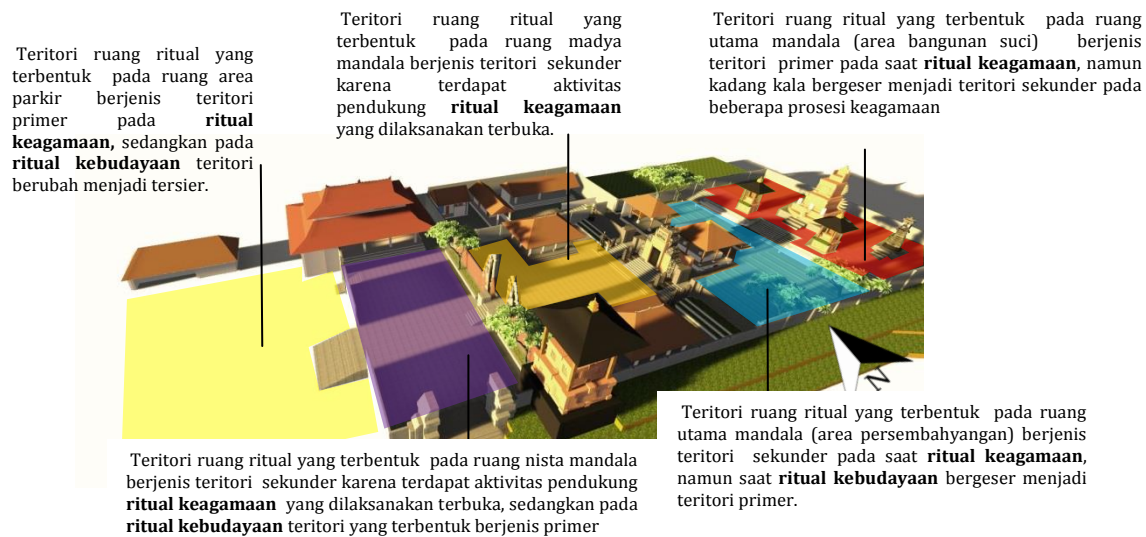 Teritori ruang ritual yang
terbentuk pada ruang area
parkir berjenis teritori
primer pada ritual
keagamaan, sedangkan pada
ritual kebudayaan teritori
berubah menjadi tersier.
Teritori ruang ritual yang
terbentuk pada ruang madya
mandala berjenis teritori sekunder
karena terdapat aktivitas
pendukung ritual keagamaan
yang dilaksanakan terbuka.
Teritori ruang ritual yang terbentuk pada ruang
utama mandala (area bangunan suci) berjenis
teritori primer pada saat ritual keagamaan, namun
kadang kala bergeser menjadi teritori sekunder pada
beberapa prosesi keagamaan
N
Teritori ruang ritual yang terbentuk pada ruang nista mandala
berjenis teritori sekunder karena terdapat aktivitas pendukung
ritual keagamaan yang dilaksanakan terbuka, sedangkan pada
ritual kebudayaan teritori yang terbentuk berjenis primer
Teritori ruang ritual yang terbentuk pada ruang
utama mandala (area persembahyangan) berjenis
teritori sekunder pada saat ritual keagamaan,
namun saat ritual kebudayaan bergeser menjadi
teritori primer.